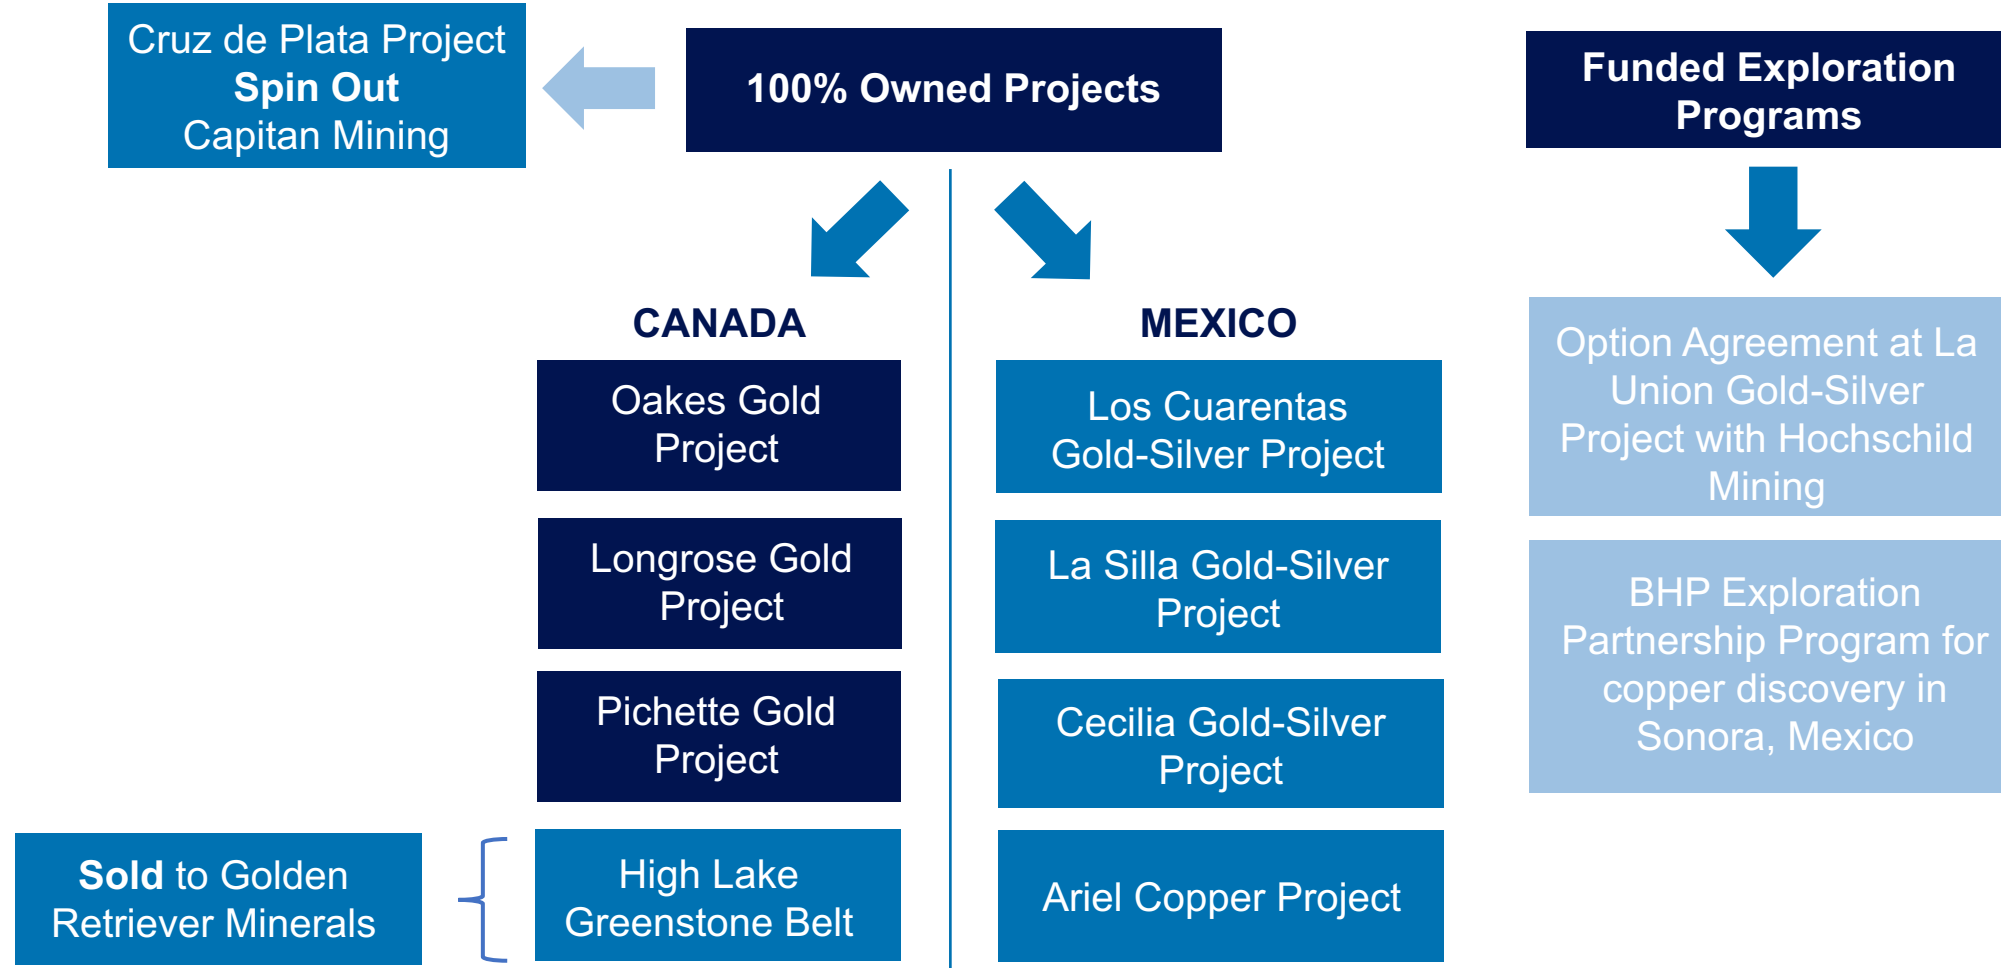 Cruz de Plata Project
Spin Out
Capitan Mining
100% Owned Projects
Funded Exploration
Programs
CANADA
Oakes Gold
Project
Longrose Gold
Project
Pichette Gold
Project
High Lake
Greenstone Belt
Sold to Golden
Retriever Minerals
MEXICO
Los Cuarentas
Gold-Silver Project
La Silla Gold-Silver
Project
Cecilia Gold-Silver
Project
Ariel Copper Project
Option Agreement at La
Union Gold-Silver
Project with Hochschild
Mining
BHP Exploration
Partnership Program for
copper discovery in
Sonora, Mexico